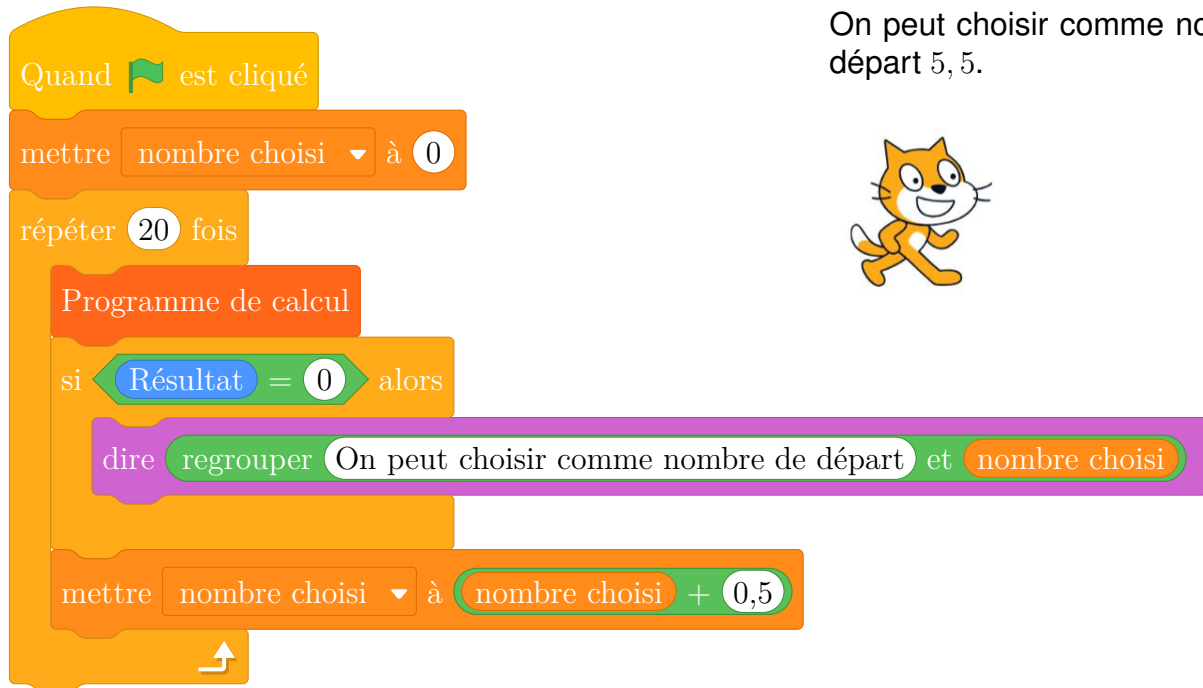 On peut choisir comme
départ 5, 5.
Quand est cliqué
mettre nombre choisi à 0
répéter 20 fois
Programme de calcul
si Résultat = 0 alors
dire regrouper On peut choisir comme nombre de départ et nombre choisi
mettre nombre choisi à nombre choisi + 0,5